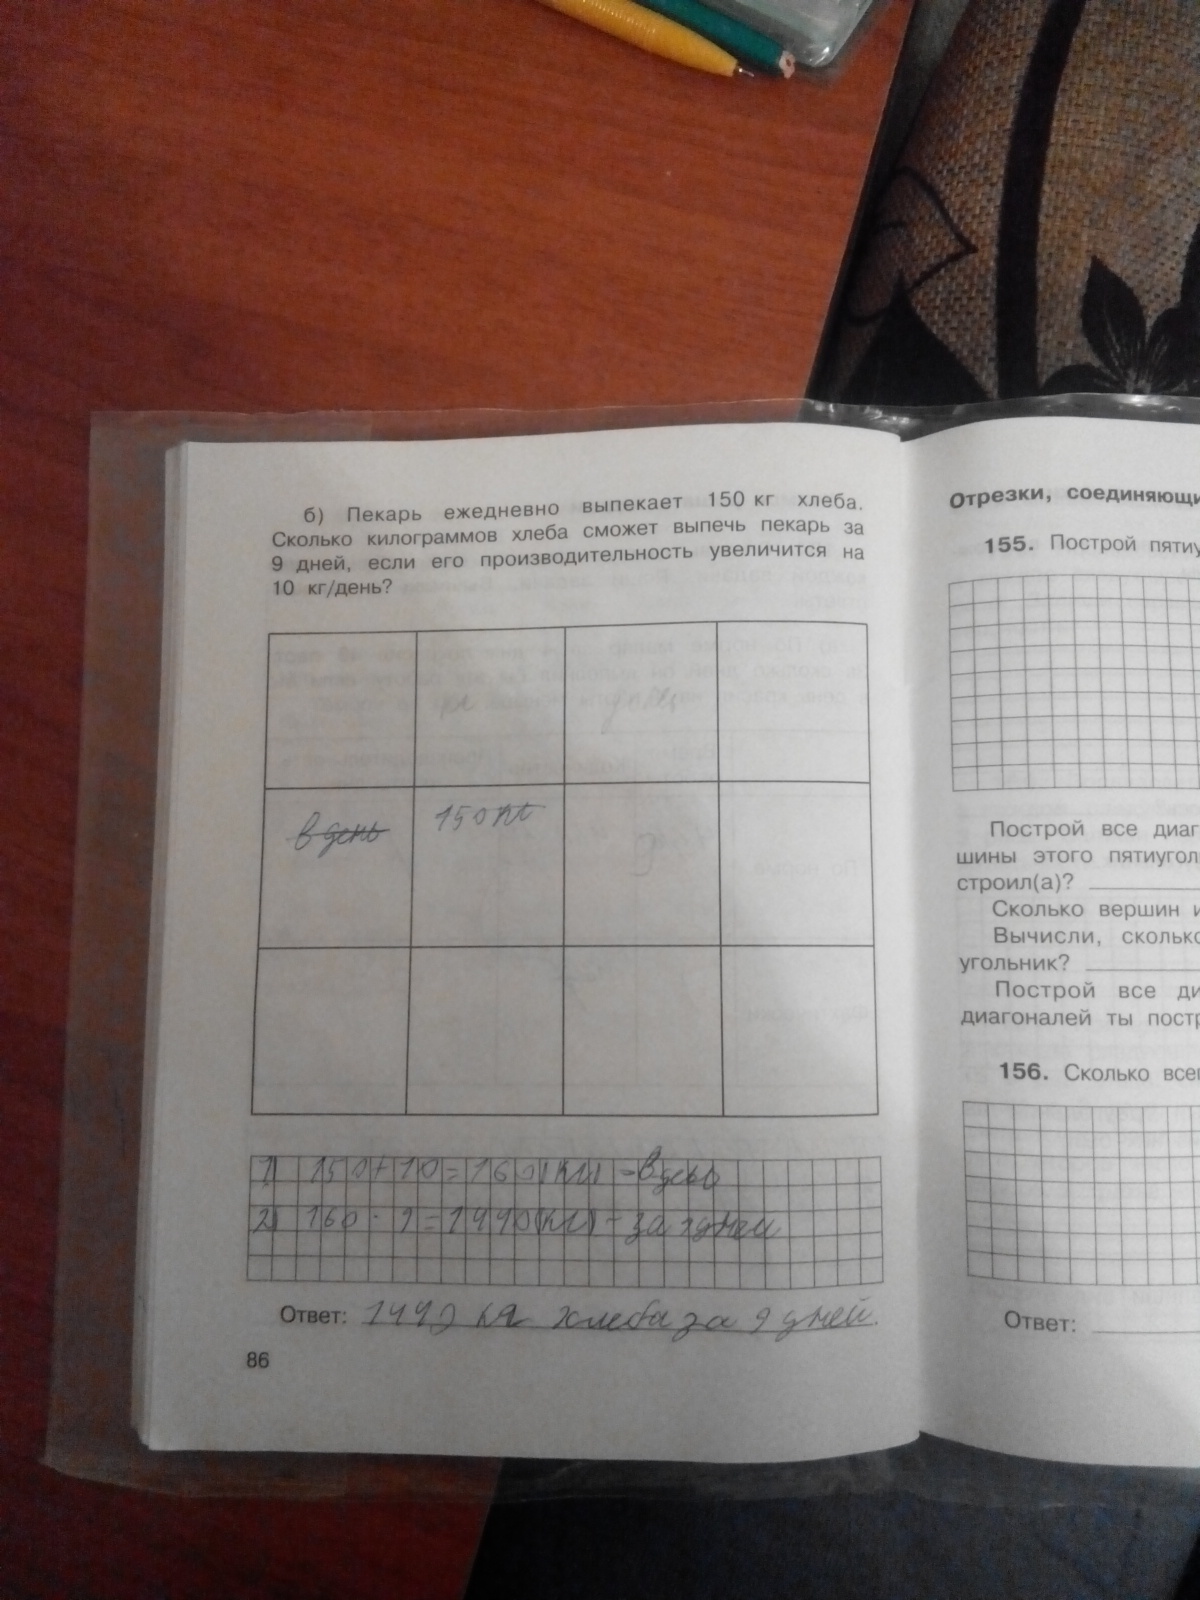 б) Пекарь ежедневно выпекает 150 кг хлеба.
Сколько килограммов хлеба сможет выпечь пекарь за
9 дней, если его производительность увеличится на
10 кг/день?
в день 150 кг 9
1) 150+10=160(кг) - в день
2) 160 · 9=1440(кг) - за 9 дней
Ответ: 1440 кг хлеба за 9 дней.
86
Отрезки, соединяющи
155. Построй пятиу
Построй все диаг
шины этого пятиугол
строил(а)?
Сколько вершин и
Вычисли, сколько
угольник?
Построй все ди
диагоналей ты постр
156. Сколько всег
Ответ: